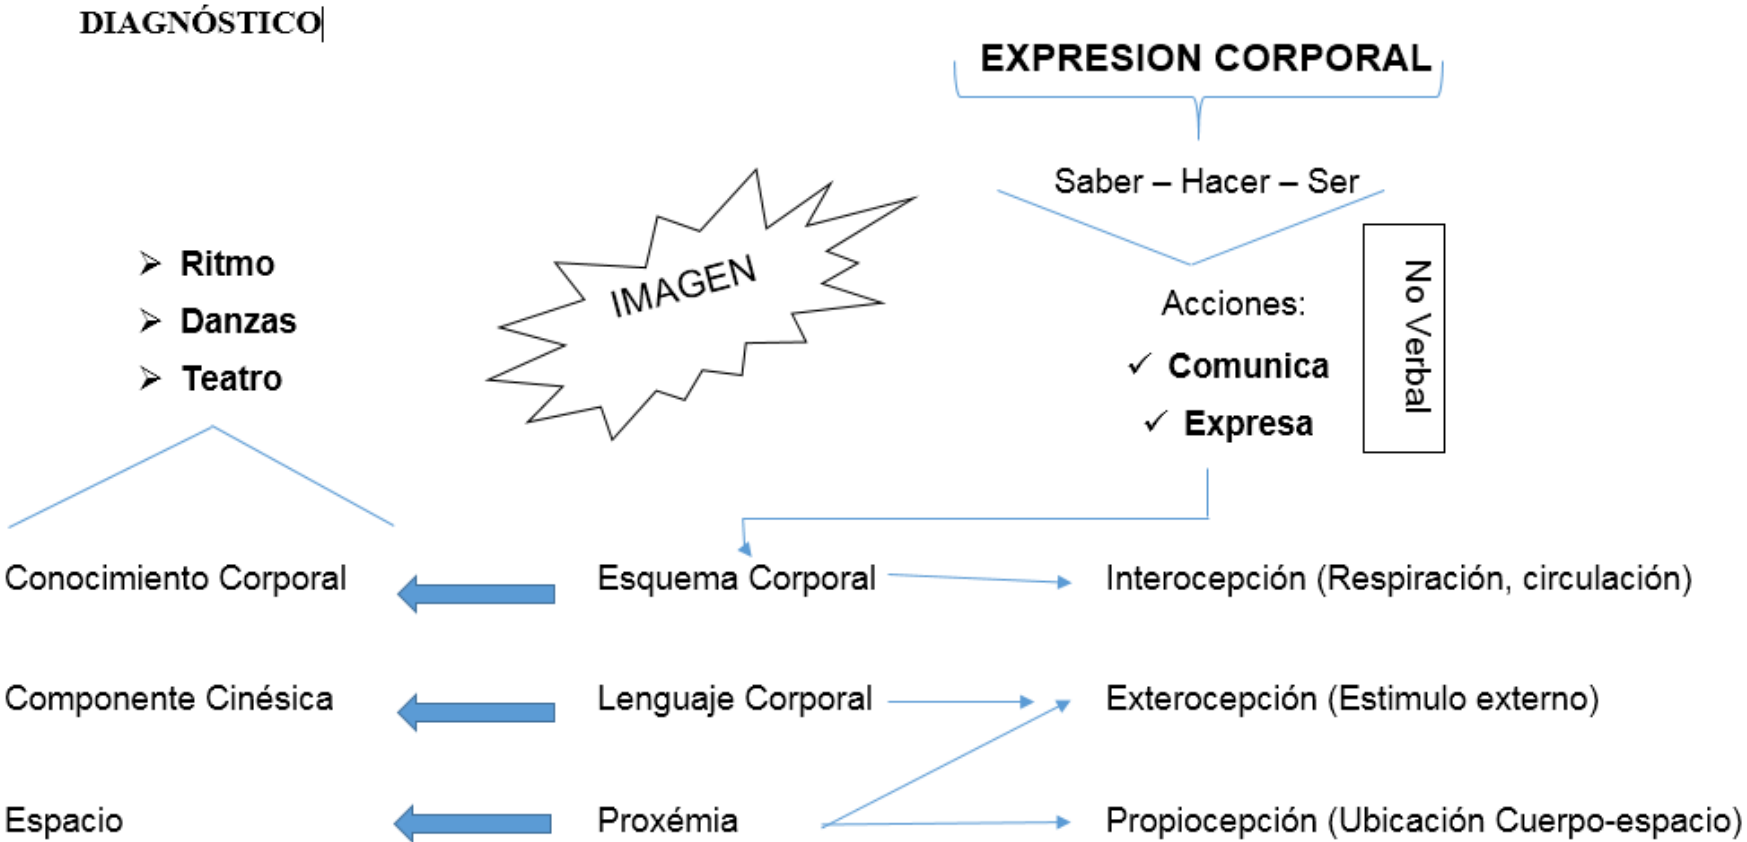 DIAGNÓSTICO
EXPRESION CORPORAL
Saber – Hacer – Ser
IMAGEN
Ritmo
Danzas
Teatro
Acciones:
Comunica
Expresa
No Verbal
Conocimiento Corporal
Esquema Corporal
Interocepción (Respiración, circulación)
Componente Cinésica
Lenguaje Corporal
Exterocepción (Estimulo externo)
Espacio
Proxémia
Propiocepción (Ubicación Cuerpo-espacio)